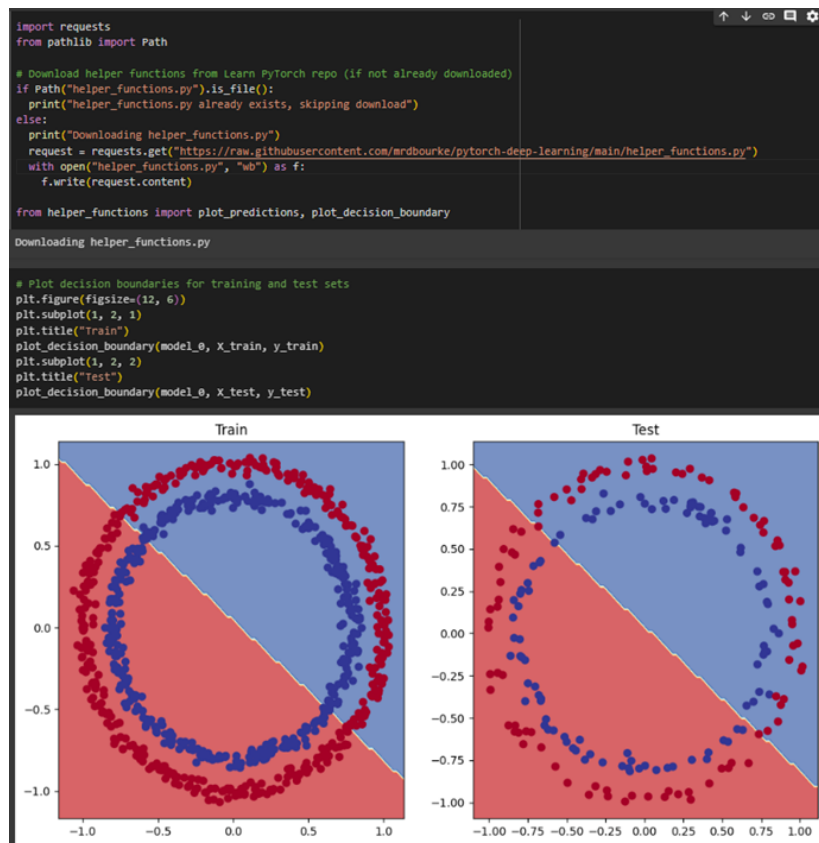 import requests
from pathlib import Path
# Download helper functions from Learn PyTorch repo (if not already downloaded)
if Path("helper_functions.py").is_file():
  print("helper_functions.py already exists, skipping download")
else:
  print("Downloading helper_functions.py")
  request = requests.get("https://raw.githubusercontent.com/mrdbourke/pytorch-deep-learning/main/helper_functions.py")
  with open("helper_functions.py", "wb") as f:
    f.write(request.content)
from helper_functions import plot_predictions, plot_decision_boundary
Downloading helper_functions.py
# Plot decision boundaries for training and test sets
plt.figure(figsize=(12, 6))
plt.subplot(1, 2, 1)
plt.title("Train")
plot_decision_boundary(model_0, X_train, y_train)
plt.subplot(1, 2, 2)
plt.title("Test")
plot_decision_boundary(model_0, X_test, y_test)
Train
1.0
0.5
0.0
−0.5
−1.0
−1.0 −0.5 0.0 0.5 1.0
Test
1.00
0.75
0.50
0.25
0.00
−0.25
−0.50
−0.75
−1.00
−1.00 −0.75 −0.50 −0.25 0.00 0.25 0.50 0.75 1.00